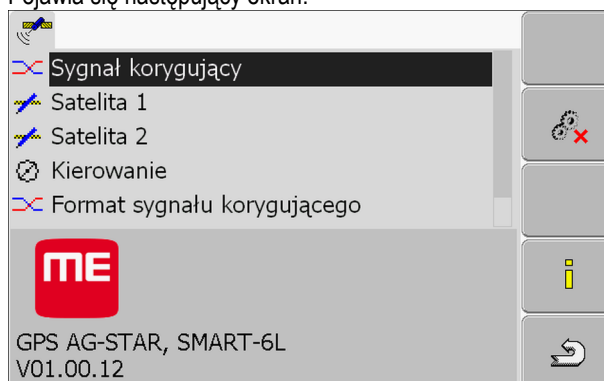 Pojawia się następujący ekran:
Sygnał korygujący
Satelita 1
Satelita 2
Kierowanie
Format sygnału korygującego
ME
GPS AG-STAR, SMART-6L
V01.00.12